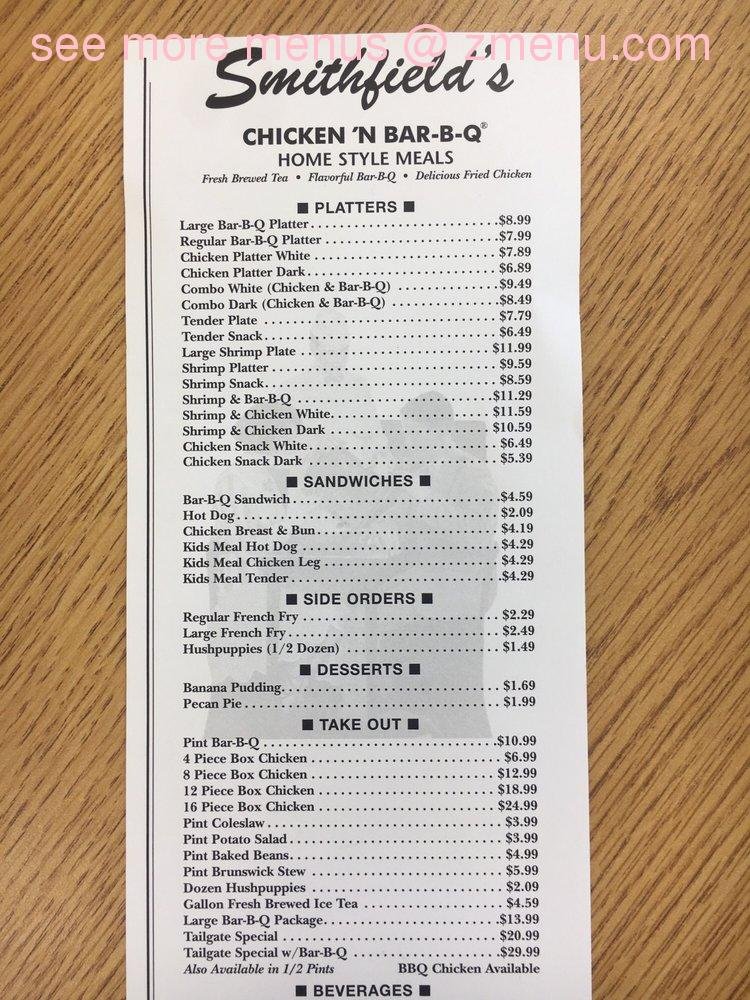 see more menus @ zmenu.com
Smithfield's
CHICKEN 'N BAR-B-Q®
HOME STYLE MEALS
Fresh Brewed Tea • Flavorful Bar-B-Q • Delicious Fried Chicken
■ PLATTERS ■
Large Bar-B-Q Platter.........................$8.99
Regular Bar-B-Q Platter.......................$7.99
Chicken Platter White.........................$7.89
Chicken Platter Dark..........................$6.89
Combo White (Chicken & Bar-B-Q)...............$9.49
Combo Dark (Chicken & Bar-B-Q)................$8.49
Tender Plate..................................$7.79
Tender Snack..................................$6.49
Large Shrimp Plate............................$11.99
Shrimp Platter................................$9.59
Shrimp Snack..................................$8.59
Shrimp & Bar-B-Q..............................$11.29
Shrimp & Chicken White........................$11.59
Shrimp & Chicken Dark.........................$10.59
Chicken Snack White...........................$6.49
Chicken Snack Dark............................$5.39
■ SANDWICHES ■
Bar-B-Q Sandwich..............................$4.59
Hot Dog.......................................$2.09
Chicken Breast & Bun..........................$4.19
Kids Meal Hot Dog.............................$4.29
Kids Meal Chicken Leg.........................$4.29
Kids Meal Tender..............................$4.29
■ SIDE ORDERS ■
Regular French Fry............................$2.29
Large French Fry..............................$2.49
Hushpuppies (1/2 Dozen).......................$1.49
■ DESSERTS ■
Banana Pudding................................$1.69
Pecan Pie.....................................$1.99
■ TAKE OUT ■
Pint Bar-B-Q..................................$10.99
4 Piece Box Chicken...........................$6.99
8 Piece Box Chicken...........................$12.99
12 Piece Box Chicken..........................$18.99
16 Piece Box Chicken..........................$24.99
Pint Coleslaw.................................$3.99
Pint Potato Salad.............................$3.99
Pint Baked Beans..............................$4.99
Pint Brunswick Stew...........................$5.99
Dozen Hushpuppies.............................$2.09
Gallon Fresh Brewed Ice Tea...................$4.59
Large Bar-B-Q Package.........................$13.99
Tailgate Special..............................$20.99
Tailgate Special w/Bar-B-Q....................$29.99
Also Available in 1/2 Pints BBQ Chicken Available
■ BEVERAGES ■